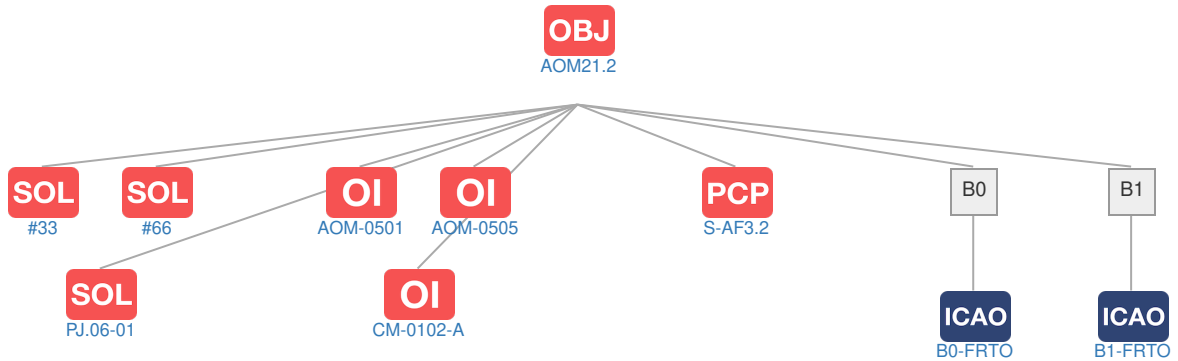 OBJ
AOM21.2
SOL SOL OI OI PCP B0 B1
#33 #66 AOM-0501 AOM-0505 S-AF3.2
SOL OI ICAO ICAO
PJ.06-01 CM-0102-A B0-FRTO B1-FRTO